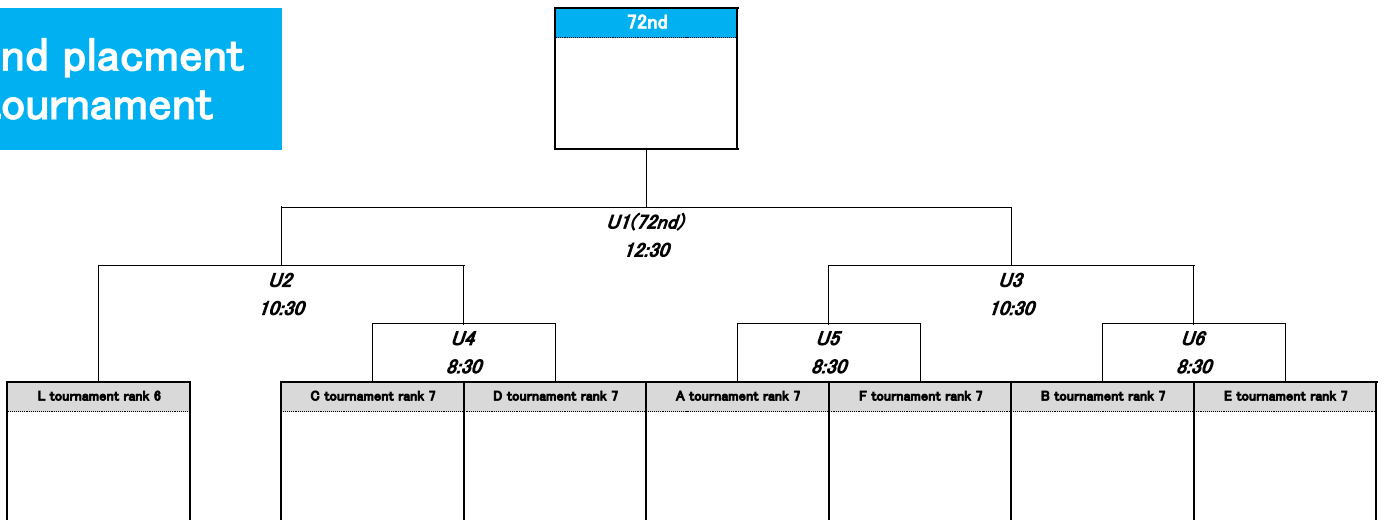 nd placment
tournament
72nd
U1(72nd)
12:30
U2
10:30
U3
10:30
U4
8:30
U5
8:30
U6
8:30
L tournament rank 6
C tournament rank 7
D tournament rank 7
A tournament rank 7
F tournament rank 7
B tournament rank 7
E tournament rank 7